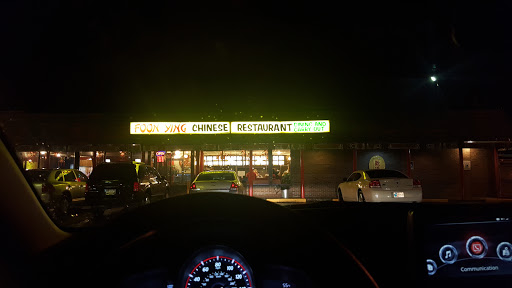 FOON YING CHINESE RESTAURANT DINING AND
CARRY OUT
Communication